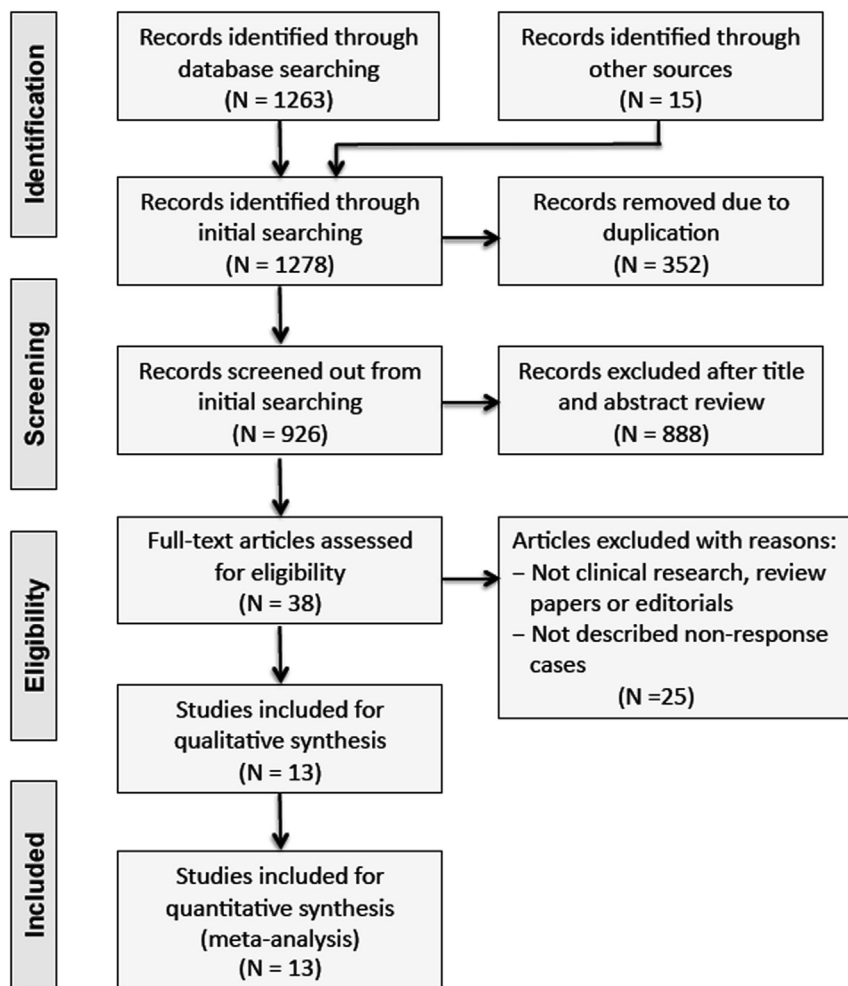 Identification
Records identified through
database searching
(N = 1263)
Records identified through
other sources
(N = 15)
Records identified through
initial searching
(N = 1278)
Records removed due to
duplication
(N = 352)
Screening
Records screened out from
initial searching
(N = 926)
Records excluded after title
and abstract review
(N = 888)
Eligibility
Full-text articles assessed
for eligibility
(N = 38)
Articles excluded with reasons:
– Not clinical research, review
papers or editorials
– Not described non-response
cases
(N =25)
Studies included for
qualitative synthesis
(N = 13)
Included
Studies included for
quantitative synthesis
(meta-analysis)
(N = 13)